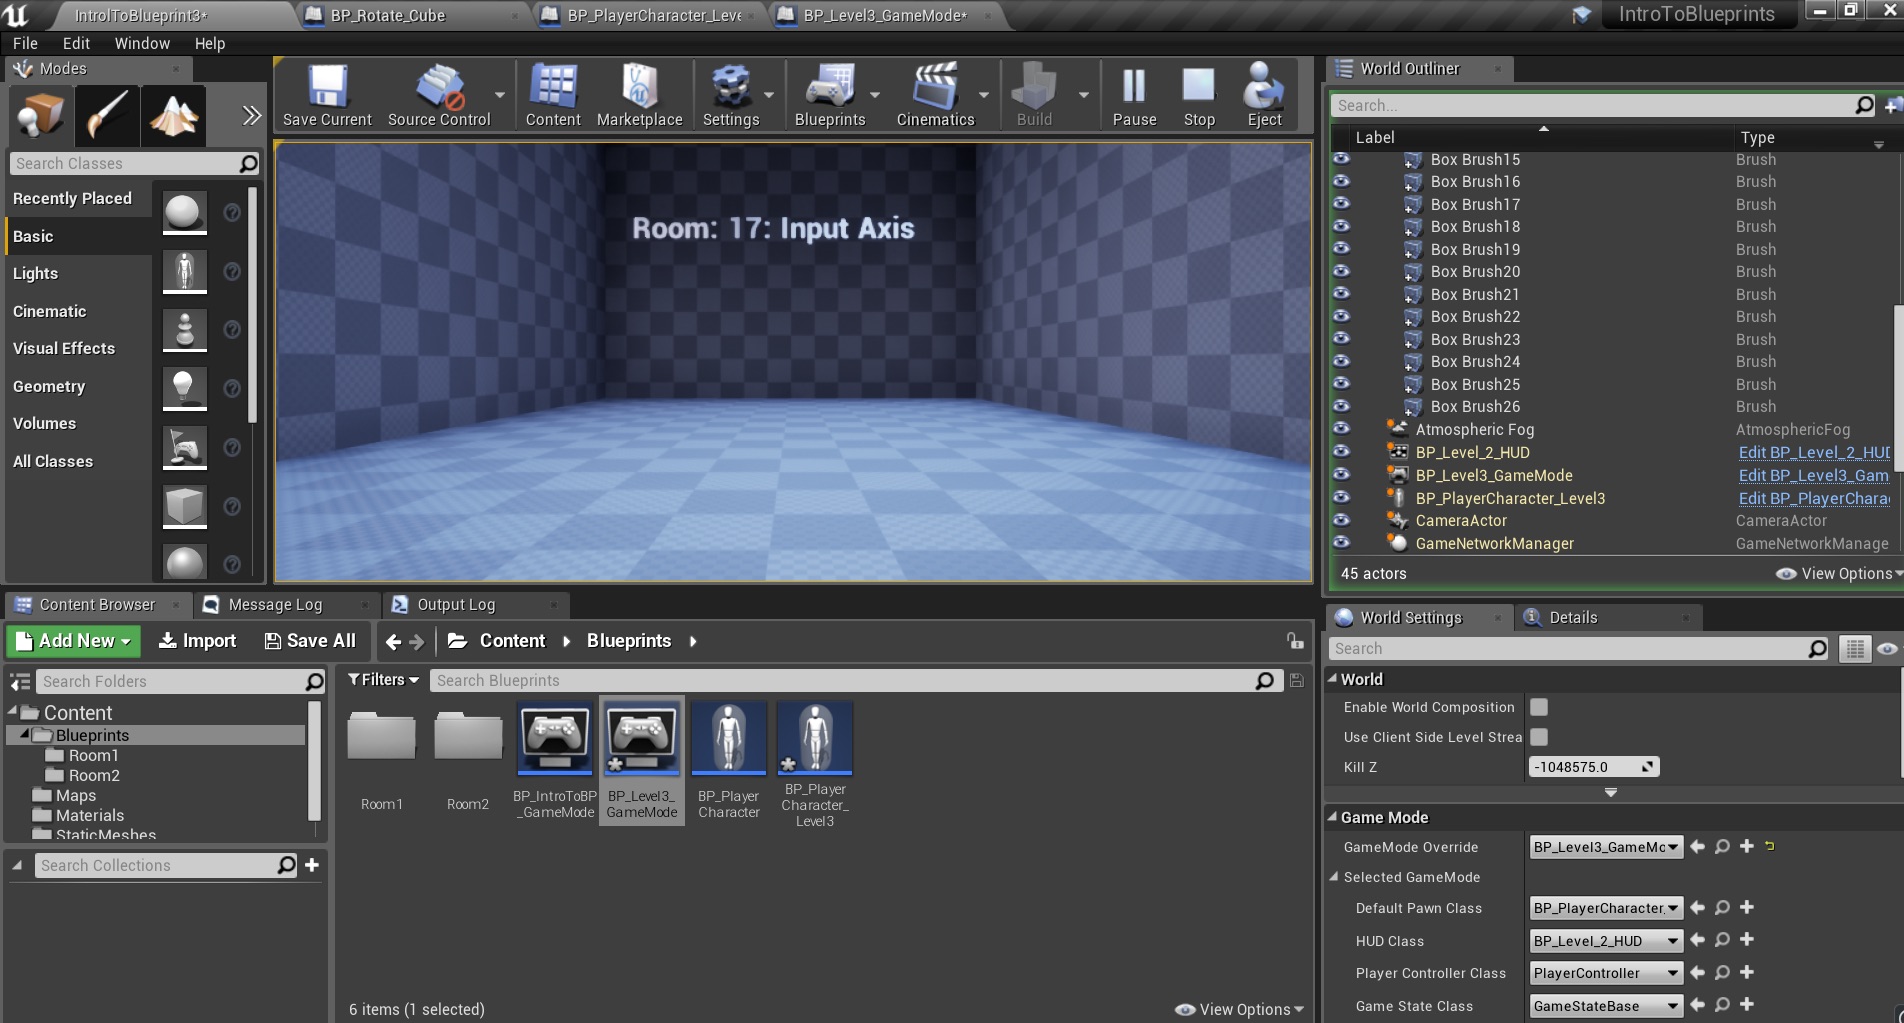 IntrolToBlueprint3*
BP_Rotate_Cube
BP_PlayerCharacter_Leve
BP_Level3_GameMode*
IntroToBlueprints
File
Edit
Window
Help
Modes
Save Current
Source Control
Content
Marketplace
Settings
Blueprints
Cinematics
Build
Pause
Stop
Eject
Search Classes
Recently Placed
Basic
Lights
Cinematic
Visual Effects
Geometry
Volumes
All Classes
Room: 17: Input Axis
World Outliner
Search...
Label
Type
Box Brush15 Brush
Box Brush16 Brush
Box Brush17 Brush
Box Brush18 Brush
Box Brush19 Brush
Box Brush20 Brush
Box Brush21 Brush
Box Brush22 Brush
Box Brush23 Brush
Box Brush24 Brush
Box Brush25 Brush
Box Brush26 Brush
Atmospheric Fog AtmosphericFog
BP_Level_2_HUD Edit BP_Level_2_HUD
BP_Level3_GameMode Edit BP_Level3_Gam
BP_PlayerCharacter_Level3 Edit BP_PlayerChara
CameraActor CameraActor
GameNetworkManager GameNetworkManage
45 actors
View Options
Content Browser
Message Log
Output Log
Add New
Import
Save All
Content
Blueprints
Search Folders
Content
Blueprints
Room1
Room2
Maps
Materials
StaticMeshes
Search Collections
Filters
Search Blueprints
Room1
Room2
BP_IntroToBP
_GameMode
BP_Level3_
GameMode
BP_Player
Character
BP_Player
Character_
Level3
6 items (1 selected)
View Options
World Settings
Details
Search
World
Enable World Composition
Use Client Side Level Strea
Kill Z -1048575.0
Game Mode
GameMode Override BP_Level3_GameMo
Selected GameMode
Default Pawn Class BP_PlayerCharacter_
HUD Class BP_Level_2_HUD
Player Controller Class PlayerController
Game State Class GameStateBase